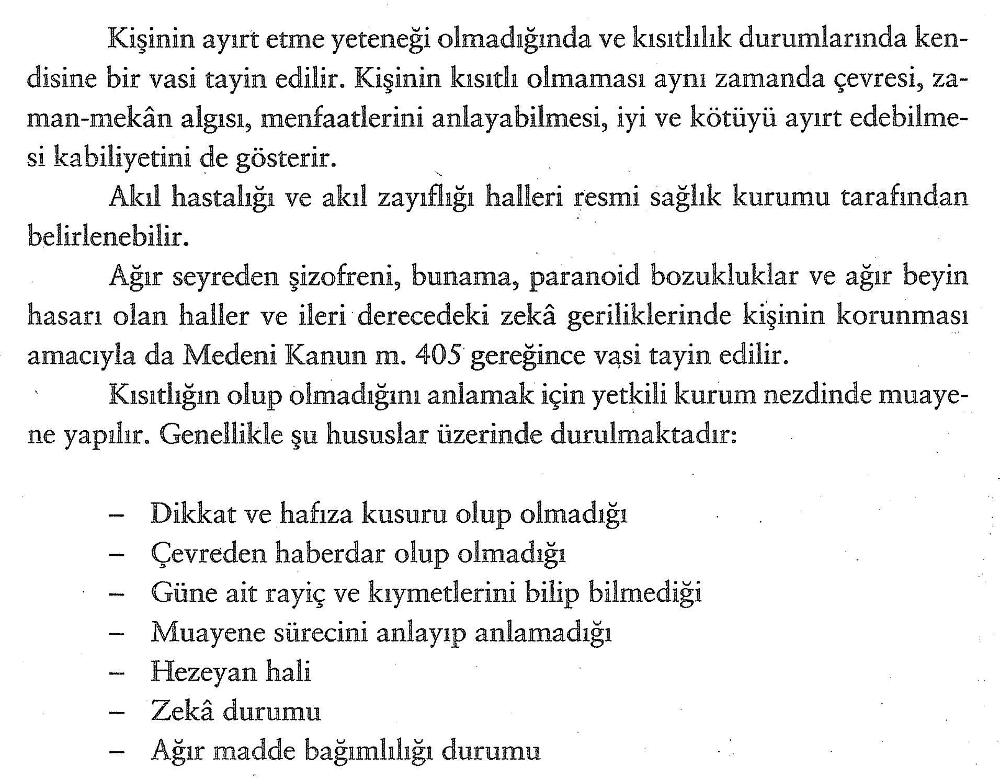 Kişinin ayırt etme yeteneği olmadığında ve kısıtlılık durumlarında ken-
disine bir vasi tayin edilir. Kişinin kısıtlı olmaması aynı zamanda çevresi, za-
man-mekân algısı, menfaatlerini anlayabilmesi, iyi ve kötüyü ayırt edebilme-
si kabiliyetini de gösterir.
Akıl hastalığı ve akıl zayıflığı halleri resmi sağlık kurumu tarafından
belirlenebilir.
Ağır seyreden şizofreni, bunama, paranoid bozukluklar ve ağır beyin
hasarı olan haller ve ileri derecedeki zekâ geriliklerinde kişinin korunması
amacıyla da Medeni Kanun m. 405 gereğince vasi tayin edilir.
Kısıtlığın olup olmadığını anlamak için yetkili kurum nezdinde muaye-
ne yapılır. Genellikle şu hususlar üzerinde durulmaktadır:
– Dikkat ve hafıza kusuru olup olmadığı
– Çevreden haberdar olup olmadığı
– Güne ait rayiç ve kıymetlerini bilip bilmediği
– Muayene sürecini anlayıp anlamadığı
– Hezeyan hali
– Zekâ durumu
– Ağır madde bağımlılığı durumu